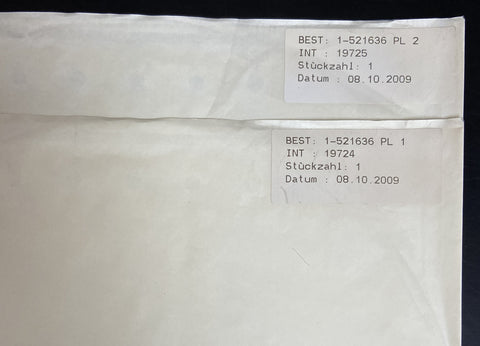 BEST: 1-521636 PL 2
INT : 19725
Stückzahl: 1
Datum : 08.10.2009
BEST: 1-521636 PL 1
INT : 19724
Stückzahl: 1
Datum : 08.10.2009